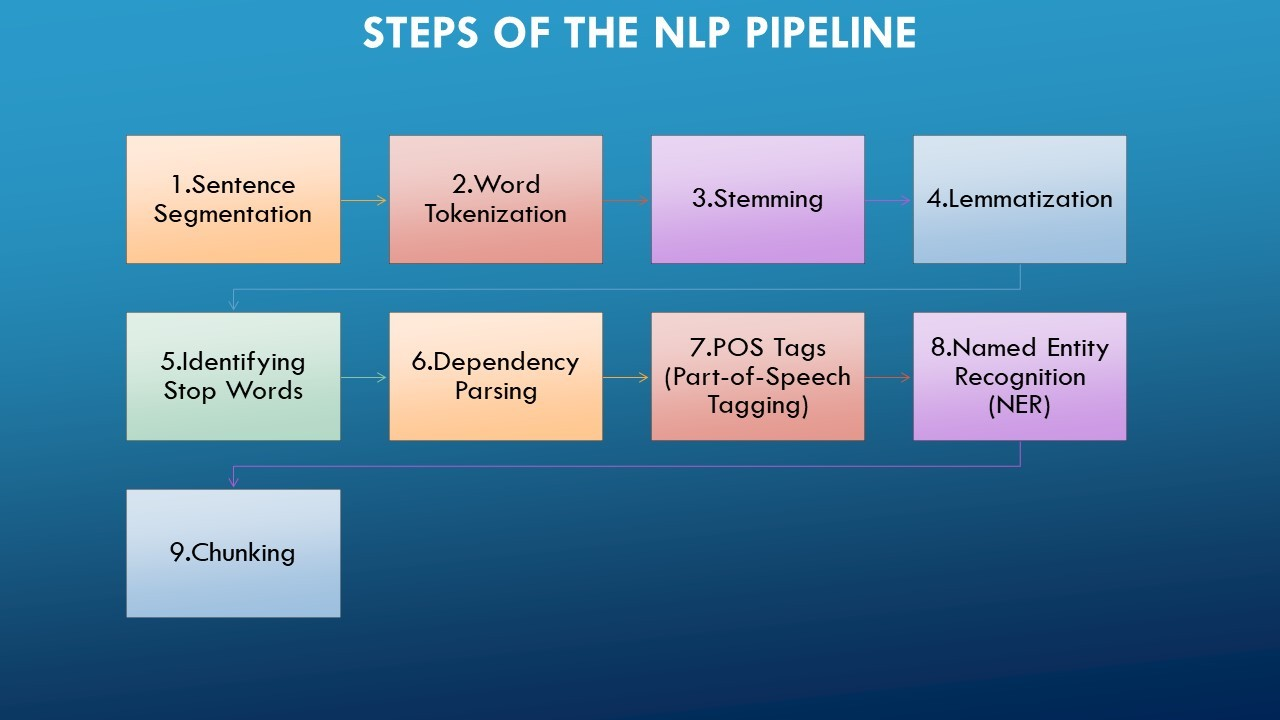 STEPS OF THE NLP PIPELINE
1.Sentence
Segmentation
2.Word
Tokenization
3.Stemming
4.Lemmatization
5.Identifying
Stop Words
6.Dependency
Parsing
7.POS Tags
(Part-of-Speech
Tagging)
8.Named Entity
Recognition
(NER)
9.Chunking